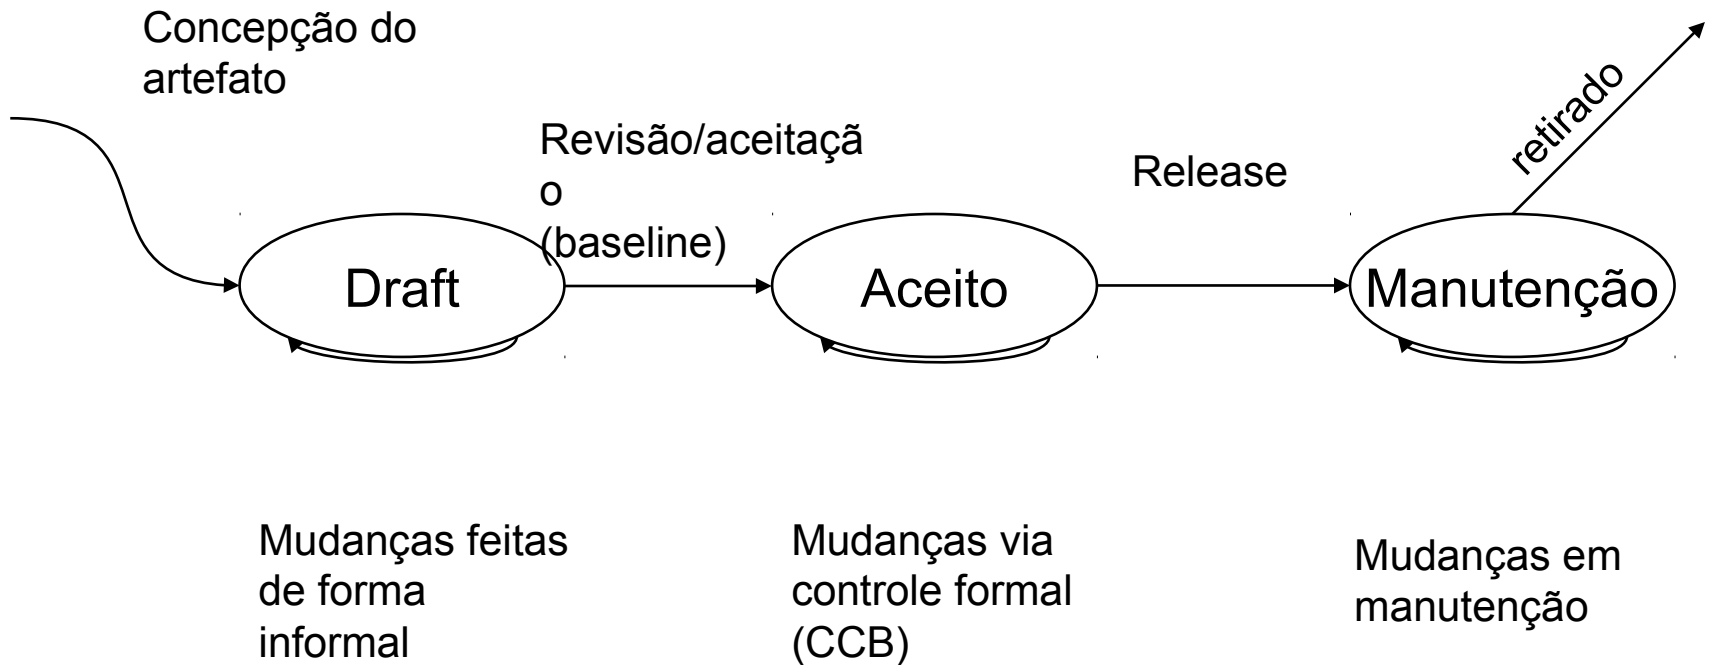 Concepção do
artefato
Revisão/aceitaçã
o
(baseline)
Release
retirado
Draft
Aceito
Manutenção
Mudanças feitas
de forma
informal
Mudanças via
controle formal
(CCB)
Mudanças em
manutenção